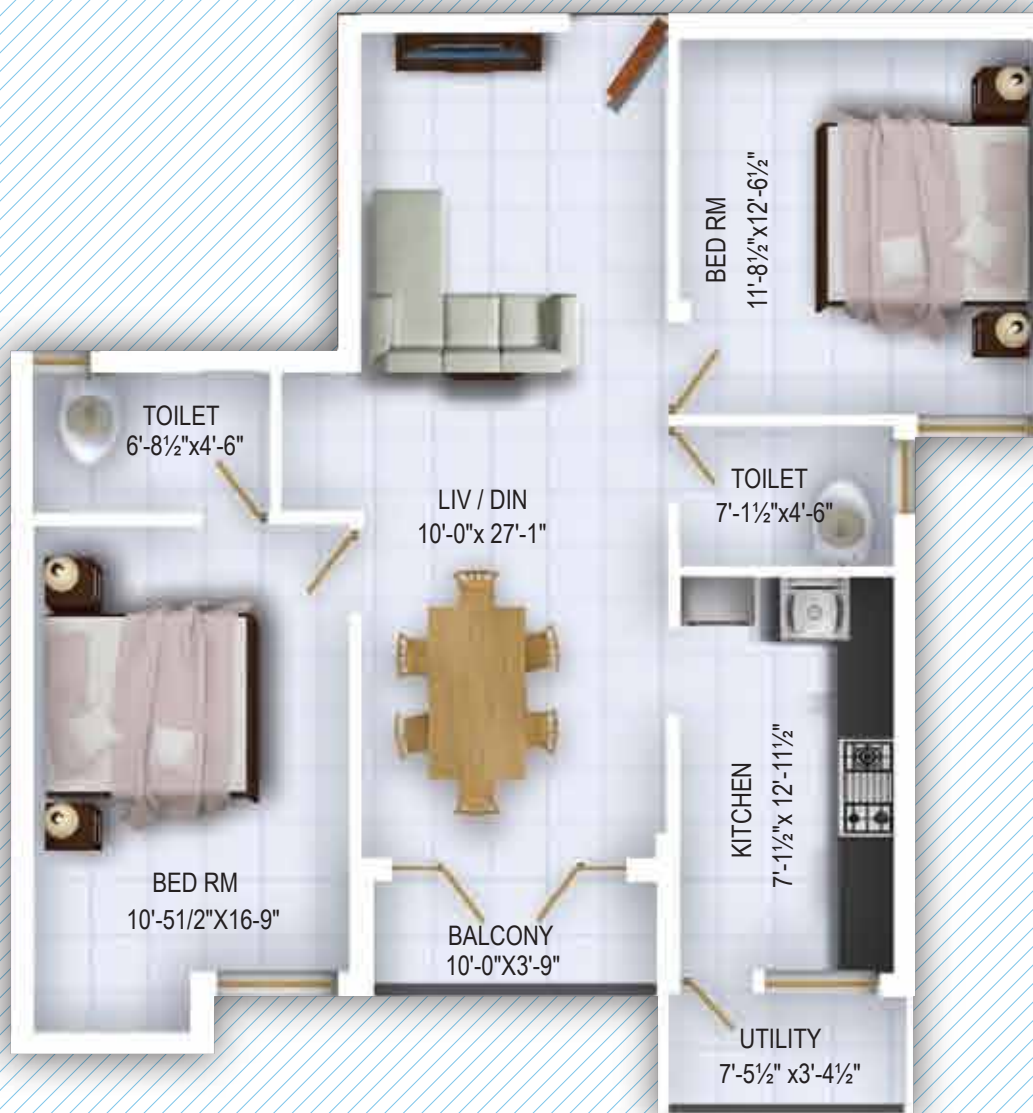 BED RM
11'-8½"x12'-6½"
TOILET
6'-8½"x4'-6"
TOILET
7'-1½"x4'-6"
LIV / DIN
10'-0"x 27'-1"
KITCHEN
7'-1½"x 12'-11½"
BED RM
10'-51/2"X16-9"
BALCONY
10'-0"X3'-9"
UTILITY
7'-5½" x3'-4½"